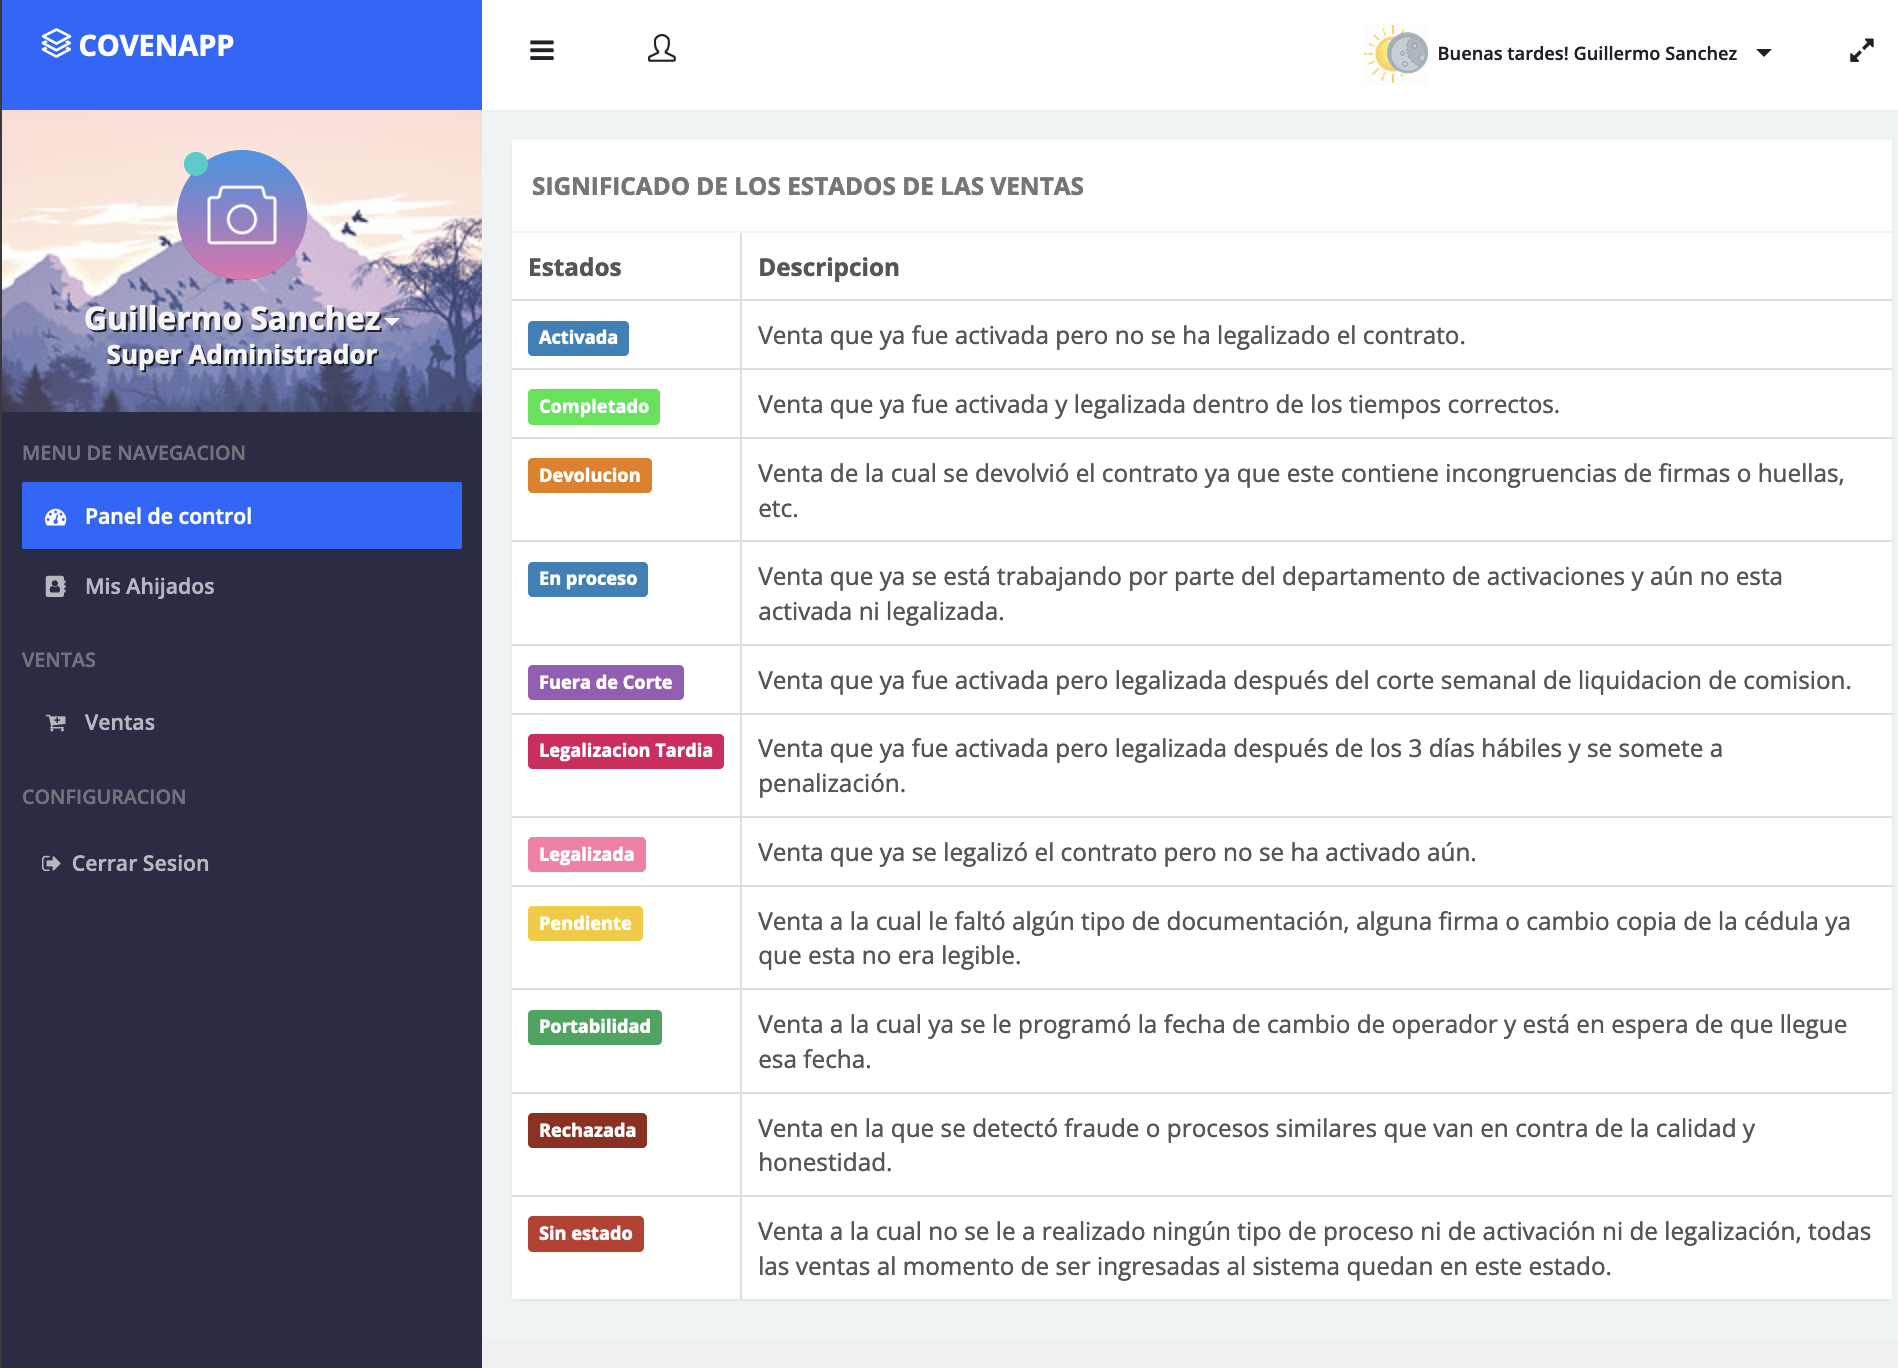 COVENAPP
Buenas tardes! Guillermo Sanchez
Guillermo Sanchez
Super Administrador
MENU DE NAVEGACION
Panel de control
Mis Ahijados
VENTAS
Ventas
CONFIGURACION
Cerrar Sesion
SIGNIFICADO DE LOS ESTADOS DE LAS VENTAS
Estados Descripcion
Activada Venta que ya fue activada pero no se ha legalizado el contrato.
Completado Venta que ya fue activada y legalizada dentro de los tiempos correctos.
Devolucion Venta de la cual se devolvió el contrato ya que este contiene incongruencias de firmas o huellas,
etc.
En proceso Venta que ya se está trabajando por parte del departamento de activaciones y aún no esta
activada ni legalizada.
Fuera de Corte Venta que ya fue activada pero legalizada después del corte semanal de liquidacion de comision.
Legalizacion Tardia Venta que ya fue activada pero legalizada después de los 3 días hábiles y se somete a
penalización.
Legalizada Venta que ya se legalizó el contrato pero no se ha activado aún.
Pendiente Venta a la cual le faltó algún tipo de documentación, alguna firma o cambio copia de la cédula ya
que esta no era legible.
Portabilidad Venta a la cual ya se le programó la fecha de cambio de operador y está en espera de que llegue
esa fecha.
Rechazada Venta en la que se detectó fraude o procesos similares que van en contra de la calidad y
honestidad.
Sin estado Venta a la cual no se le a realizado ningún tipo de proceso ni de activación ni de legalización, todas
las ventas al momento de ser ingresadas al sistema quedan en este estado.